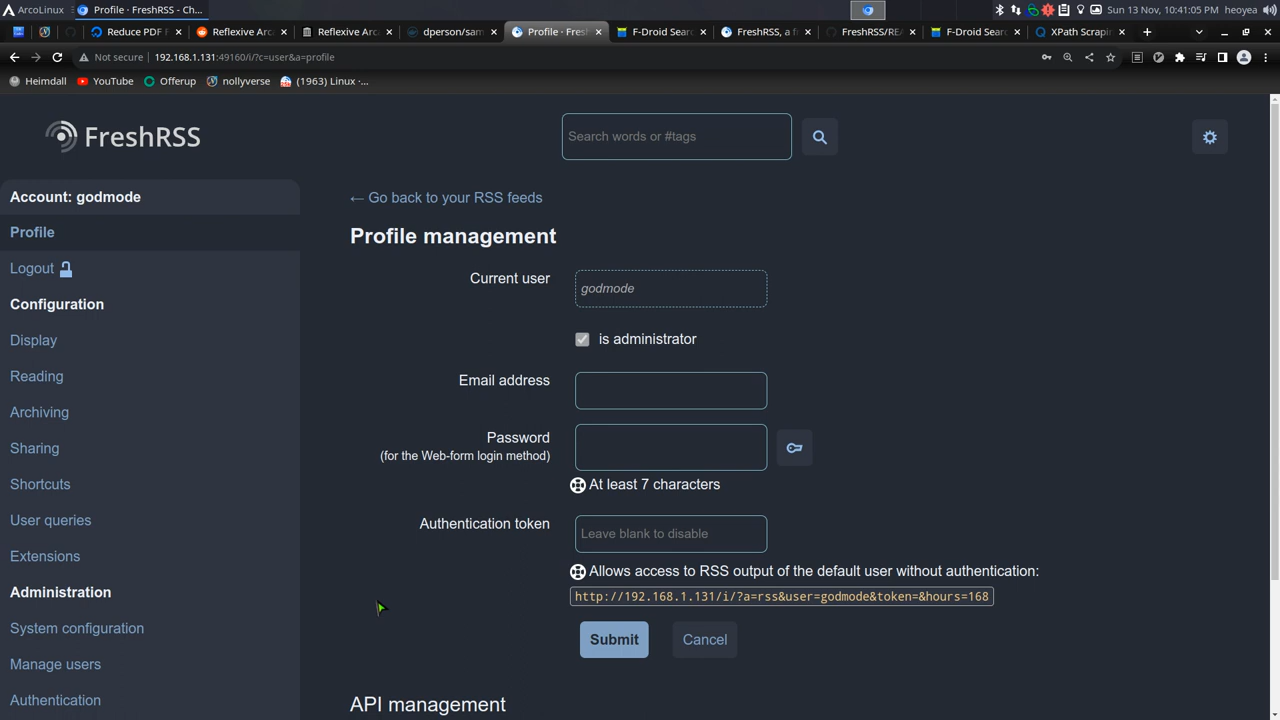 ArcoLinux
Profile - FreshRSS - Ch...
Sun 13 Nov, 10:41:05 PM
heoyea
Reduce PDF F
Reflexive Arca
Reflexive Arca
dperson/sam
Profile · Fresh
F-Droid Searc
FreshRSS, a f
FreshRSS/REA
F-Droid Searc
XPath Scrapin
Not secure
192.168.1.131:49160/i/?c=user&a=profile
Heimdall
YouTube
Offerup
nollyverse
(1963) Linux ·...
FreshRSS
Search words or #tags
Account: godmode
Profile
Logout
Configuration
Display
Reading
Archiving
Sharing
Shortcuts
User queries
Extensions
Administration
System configuration
Manage users
Authentication
← Go back to your RSS feeds
Profile management
Current user
godmode
is administrator
Email address
Password
(for the Web-form login method)
At least 7 characters
Authentication token
Leave blank to disable
Allows access to RSS output of the default user without authentication:
http://192.168.1.131/i/?a=rss&user=godmode&token=&hours=168
Submit
Cancel
API management